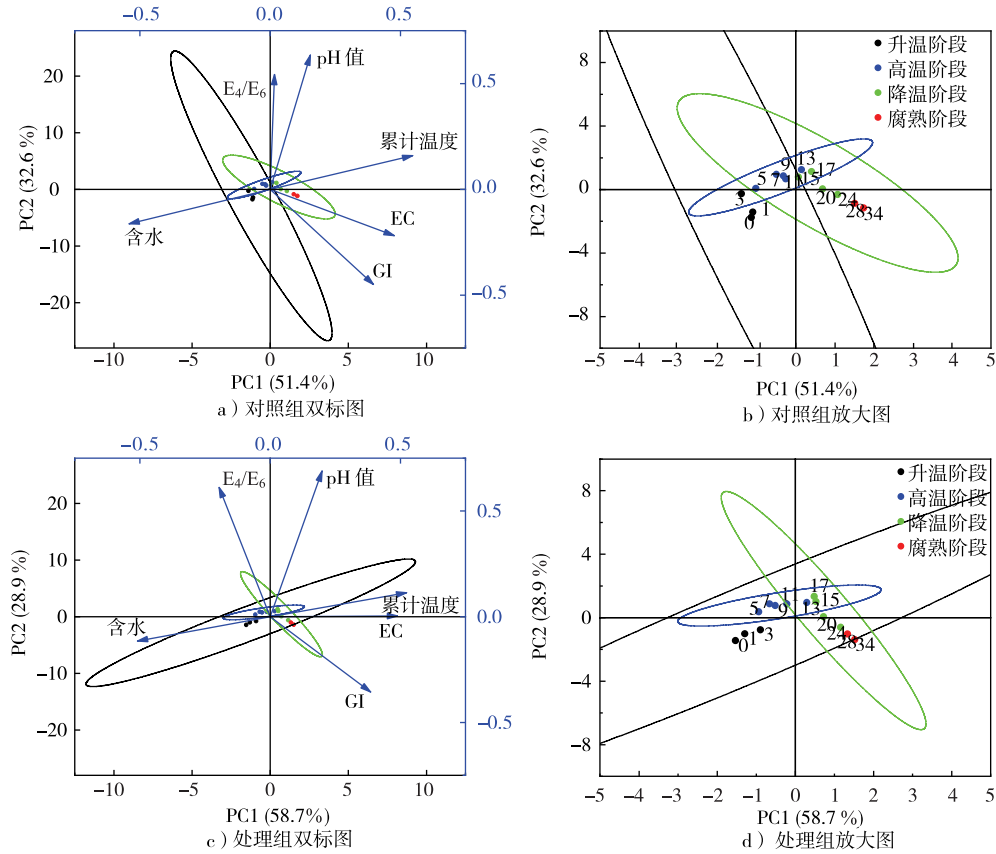 −0.5 0.0 0.5
20
10
0
−10
−20
PC2 (32.6 %)
E4/E6
pH 值
累计温度
含水
EC
GI
0.5
0.0
−0.5
−10 −5 0 5 10
PC1 (51.4%)
a）对照组双标图
升温阶段
高温阶段
降温阶段
腐熟阶段
8
4
0
−4
−8
PC2 (32.6 %)
0 1 3 5 7 9 13 15 17 20 24 28 34
−5 −4 −3 −2 −1 0 1 2 3 4 5
PC1 (51.4%)
b）对照组放大图
−0.5 0.0 0.5
20
10
0
−10
−20
PC2 (28.9 %)
E4/E6
pH 值
累计温度
含水
EC
GI
0.5
0.0
−0.5
−10 −5 0 5 10
PC1 (58.7%)
c）处理组双标图
升温阶段
高温阶段
降温阶段
腐熟阶段
8
4
0
−4
−8
PC2 (28.9 %)
0 1 3 5 7 9 13 15 17 20 24 28 34
−5 −4 −3 −2 −1 0 1 2 3 4 5
PC1 (58.7 %)
d）处理组放大图